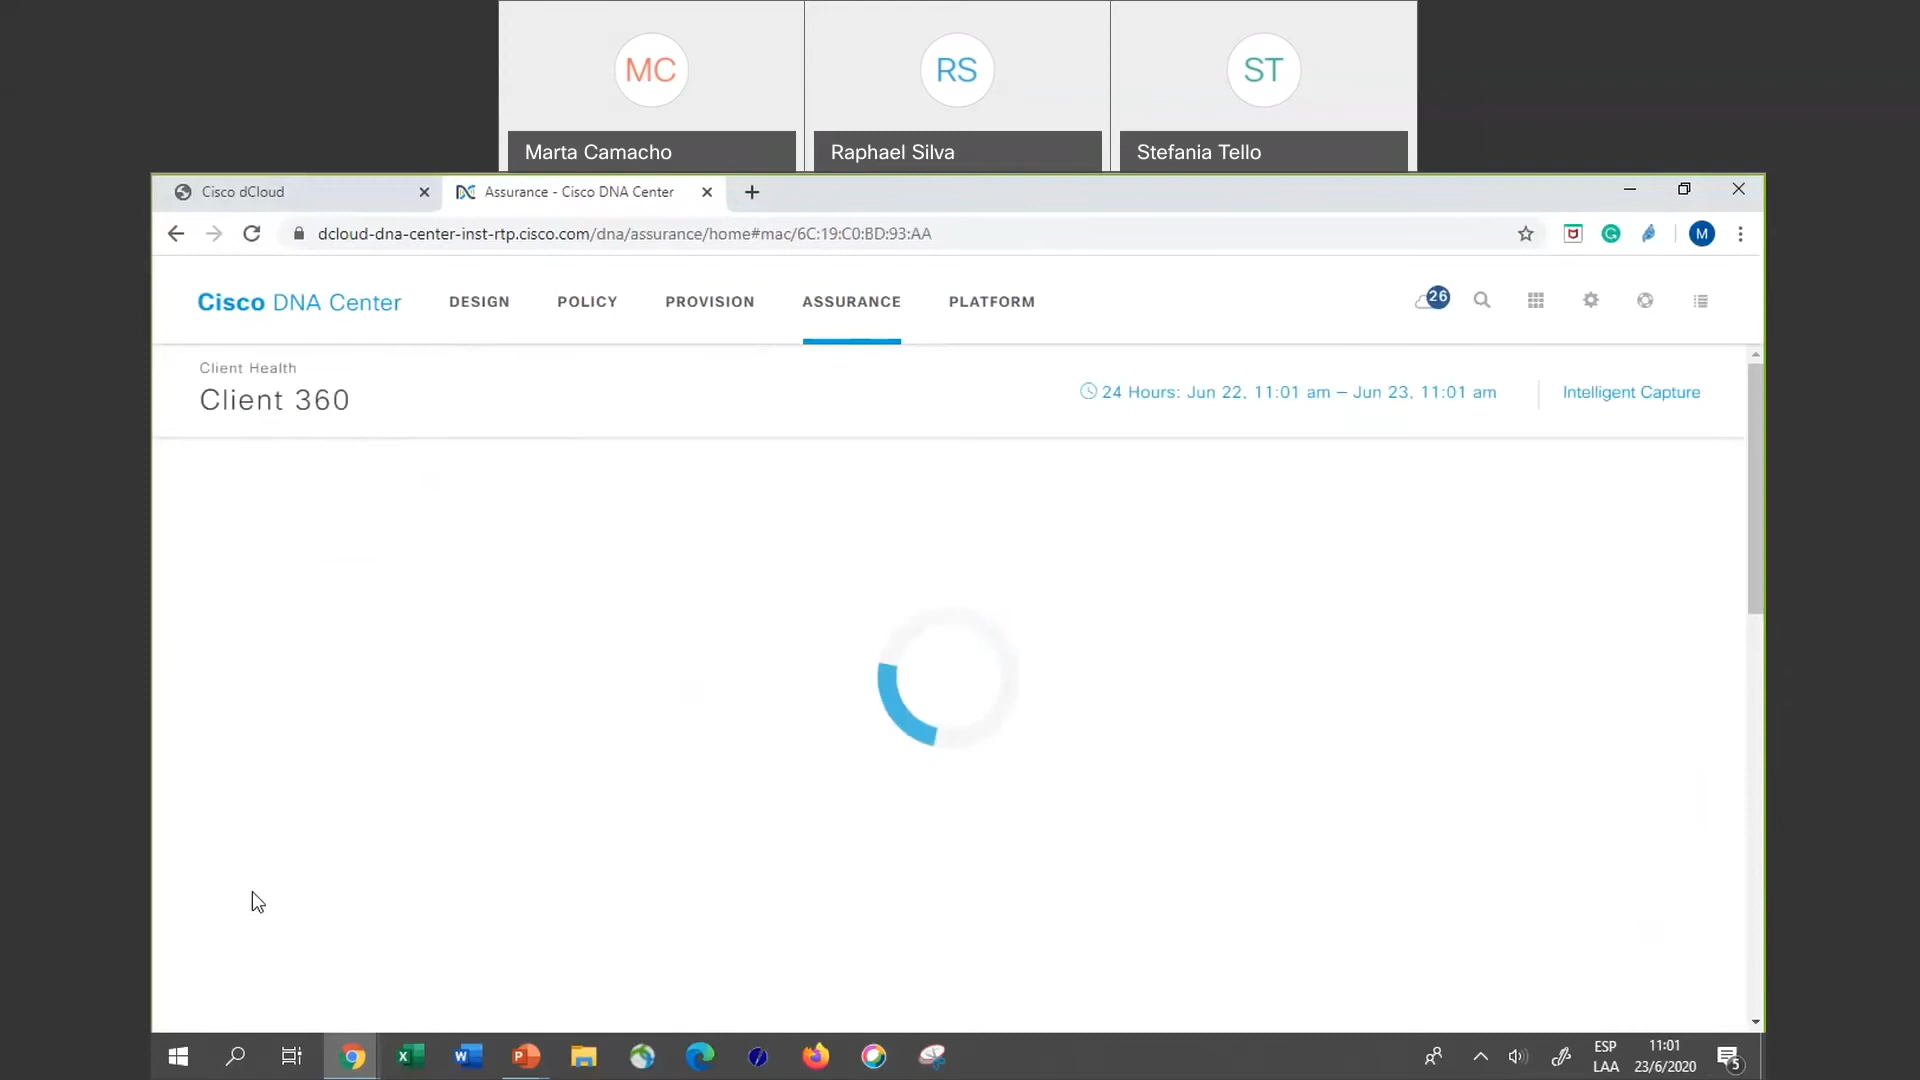 MC
RS
ST
Marta Camacho
Raphael Silva
Stefania Tello
Cisco dCloud
Assurance - Cisco DNA Center
dcloud-dna-center-inst-rtp.cisco.com/dna/assurance/home#mac/6C:19:C0:BD:93:AA
M
Cisco DNA Center
DESIGN
POLICY
PROVISION
ASSURANCE
PLATFORM
26
Client Health
Client 360
24 Hours: Jun 22, 11:01 am – Jun 23, 11:01 am
Intelligent Capture
ESP
LAA
11:01
23/6/2020
5